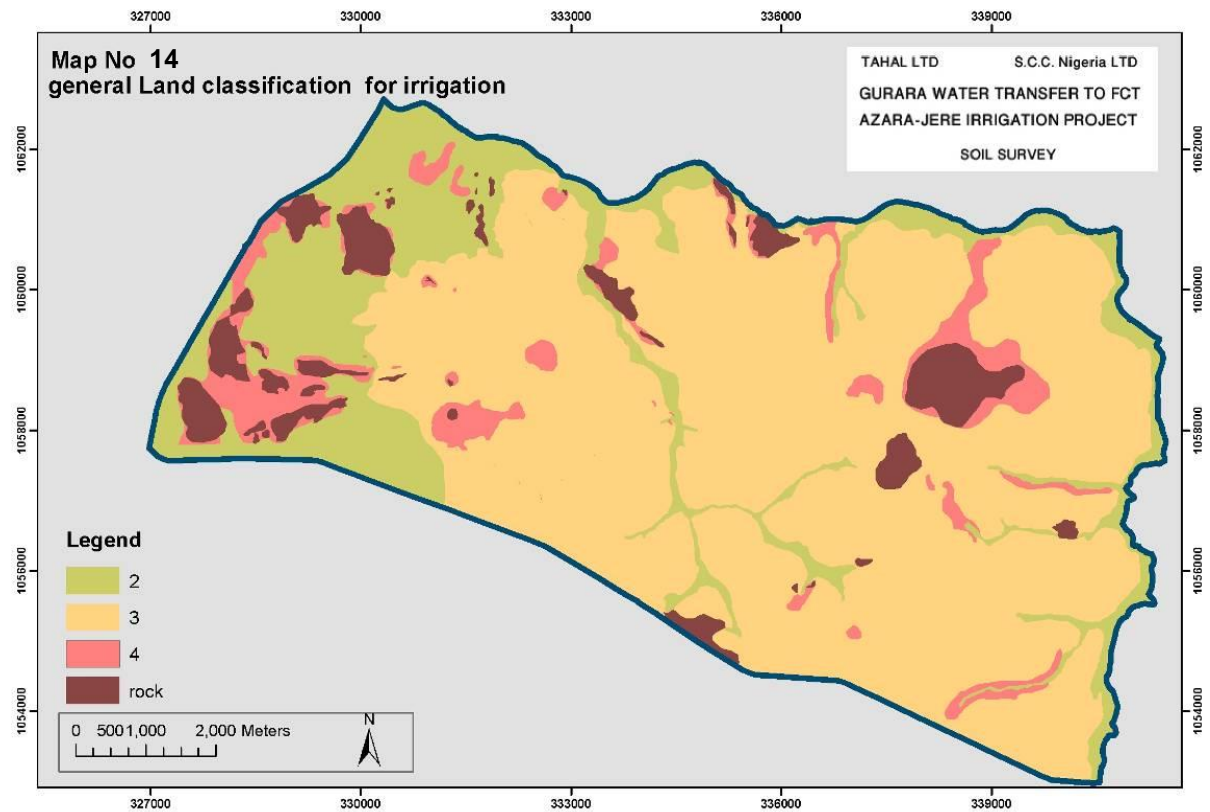 327000 330000 333000 336000 339000
Map No 14
general Land classification for irrigation
TAHAL LTD S.C.C. Nigeria LTD
GURARA WATER TRANSFER TO FCT
AZARA-JERE IRRIGATION PROJECT
SOIL SURVEY
1062000 1062000
1060000 1060000
1058000 1058000
1056000 1056000
1054000 1054000
Legend
2
3
4
rock
0 5001,000 2,000 Meters
N
327000 330000 333000 336000 339000